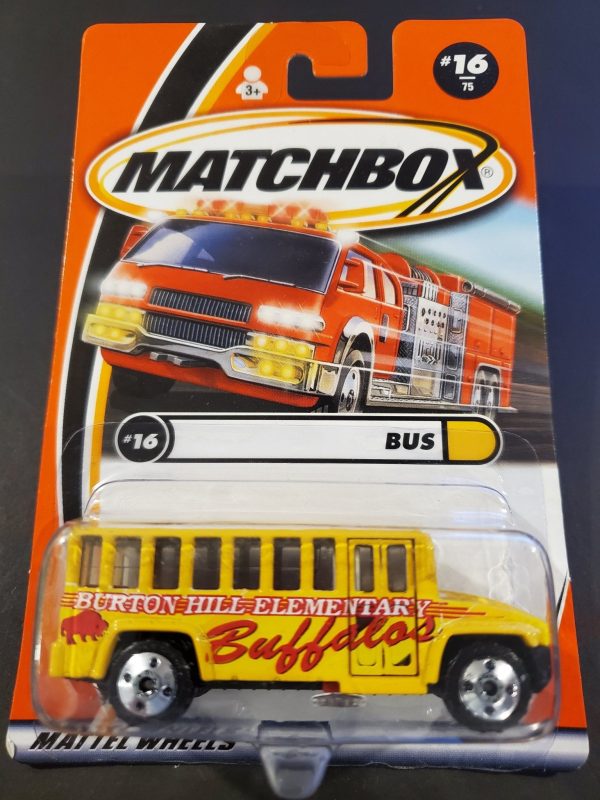 #16
75
3+
MATCHBOX®
#16
BUS
BURTON HILL ELEMENTARY
Buffalos
MATTEL WHEELS